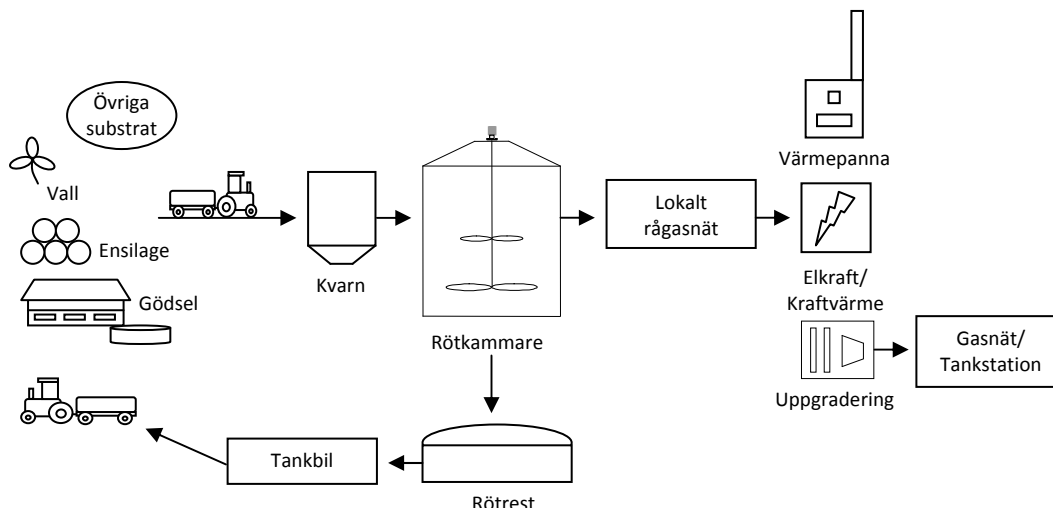 Övriga
substrat
Vall
Ensilage
Gödsel
Kvarn
Rötkammare
Lokalt
rågasnät
Värmepanna
Elkraft/
Kraftvärme
Uppgradering
Gasnät/
Tankstation
Tankbil
Rötrest